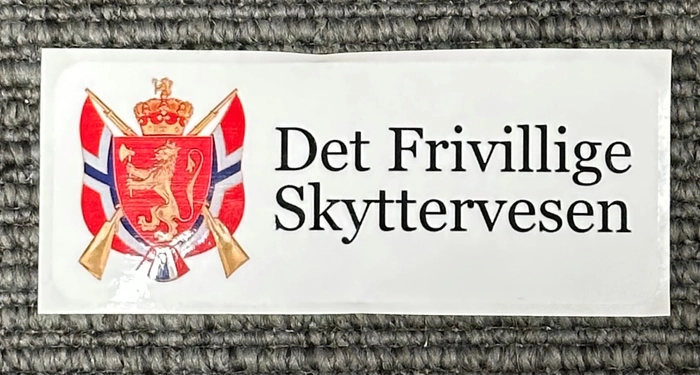 Det Frivillige
Skyttervesen